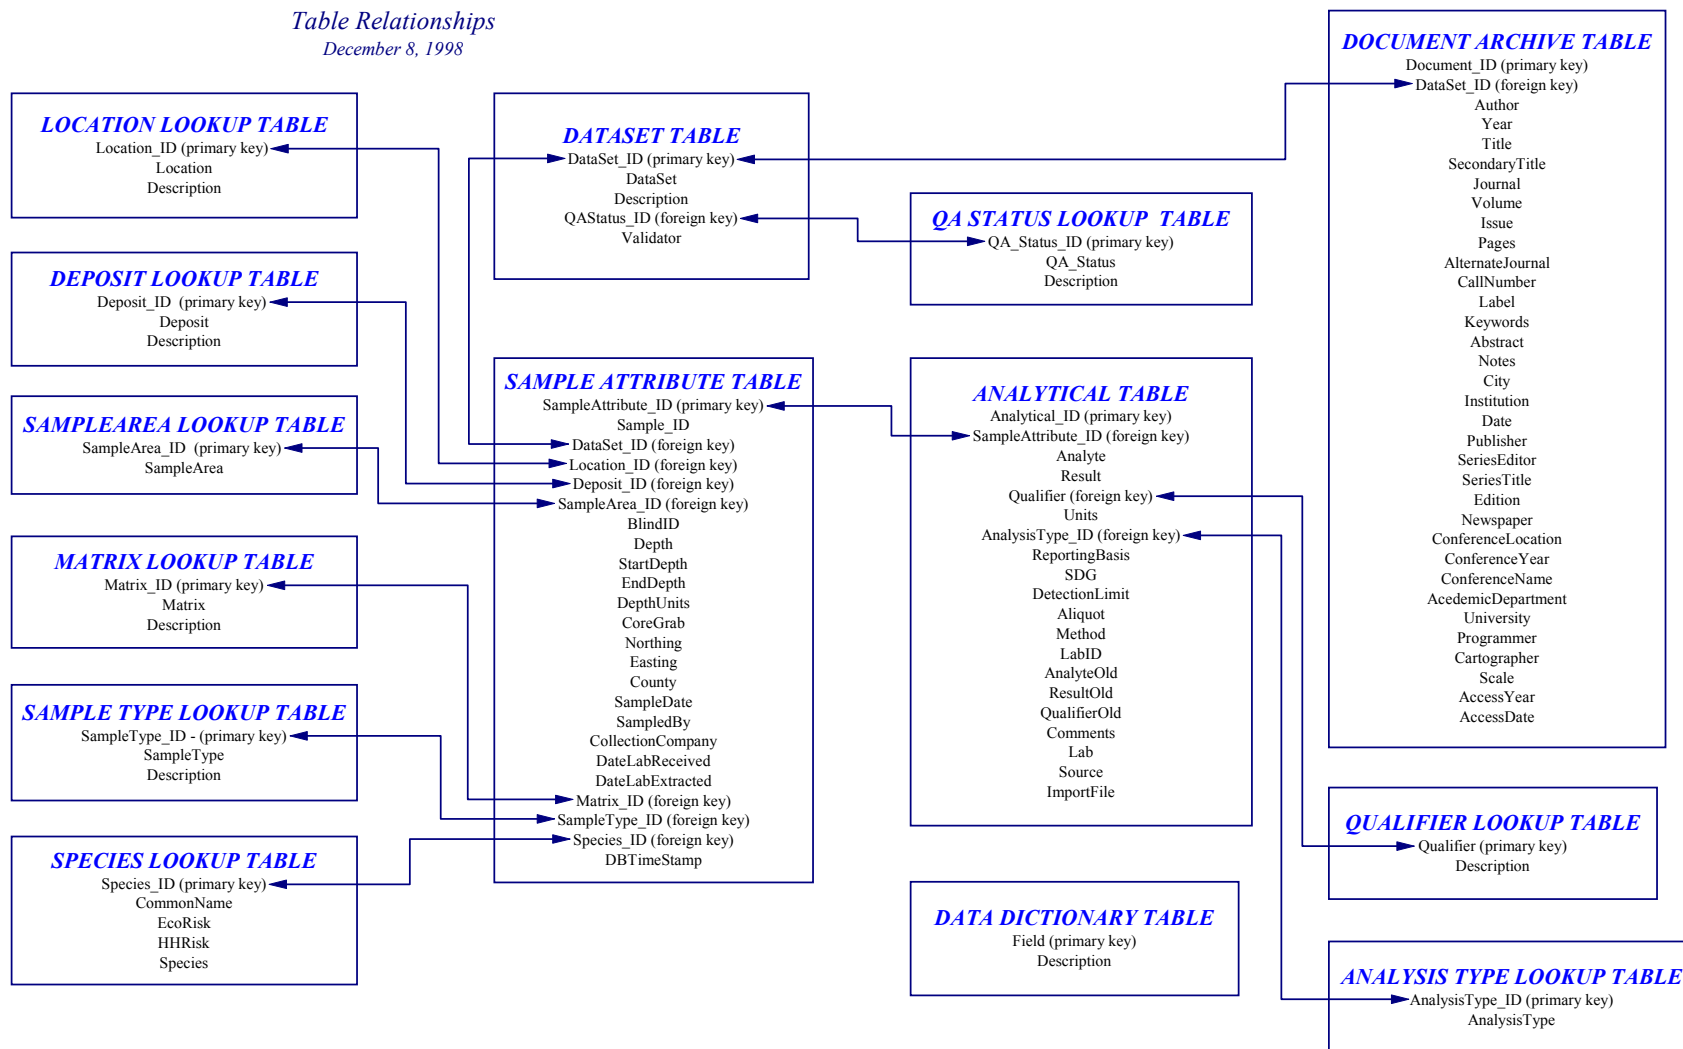 Table Relationships
December 8, 1998
LOCATION LOOKUP TABLE
Location_ID (primary key)
Location
Description
DEPOSIT LOOKUP TABLE
Deposit_ID (primary key)
Deposit
Description
SAMPLEAREA LOOKUP TABLE
SampleArea_ID (primary key)
SampleArea
MATRIX LOOKUP TABLE
Matrix_ID (primary key)
Matrix
Description
SAMPLE TYPE LOOKUP TABLE
SampleType_ID - (primary key)
SampleType
Description
SPECIES LOOKUP TABLE
Species_ID (primary key)
CommonName
EcoRisk
HHRisk
Species
DATASET TABLE
DataSet_ID (primary key)
DataSet
Description
QAStatus_ID (foreign key)
Validator
SAMPLE ATTRIBUTE TABLE
SampleAttribute_ID (primary key)
Sample_ID
DataSet_ID (foreign key)
Location_ID (foreign key)
Deposit_ID (foreign key)
SampleArea_ID (foreign key)
BlindID
Depth
StartDepth
EndDepth
DepthUnits
CoreGrab
Northing
Easting
County
SampleDate
SampledBy
CollectionCompany
DateLabReceived
DateLabExtracted
Matrix_ID (foreign key)
SampleType_ID (foreign key)
Species_ID (foreign key)
DBTimeStamp
QA STATUS LOOKUP TABLE
QA_Status_ID (primary key)
QA_Status
Description
ANALYTICAL TABLE
Analytical_ID (primary key)
SampleAttribute_ID (foreign key)
Analyte
Result
Qualifier (foreign key)
Units
AnalysisType_ID (foreign key)
ReportingBasis
SDG
DetectionLimit
Aliquot
Method
LabID
AnalyteOld
ResultOld
QualifierOld
Comments
Lab
Source
ImportFile
DATA DICTIONARY TABLE
Field (primary key)
Description
DOCUMENT ARCHIVE TABLE
Document_ID (primary key)
DataSet_ID (foreign key)
Author
Year
Title
SecondaryTitle
Journal
Volume
Issue
Pages
AlternateJournal
CallNumber
Label
Keywords
Abstract
Notes
City
Institution
Date
Publisher
SeriesEditor
SeriesTitle
Edition
Newspaper
ConferenceLocation
ConferenceYear
ConferenceName
AcedemicDepartment
University
Programmer
Cartographer
Scale
AccessYear
AccessDate
QUALIFIER LOOKUP TABLE
Qualifier (primary key)
Description
ANALYSIS TYPE LOOKUP TABLE
AnalysisType_ID (primary key)
AnalysisType